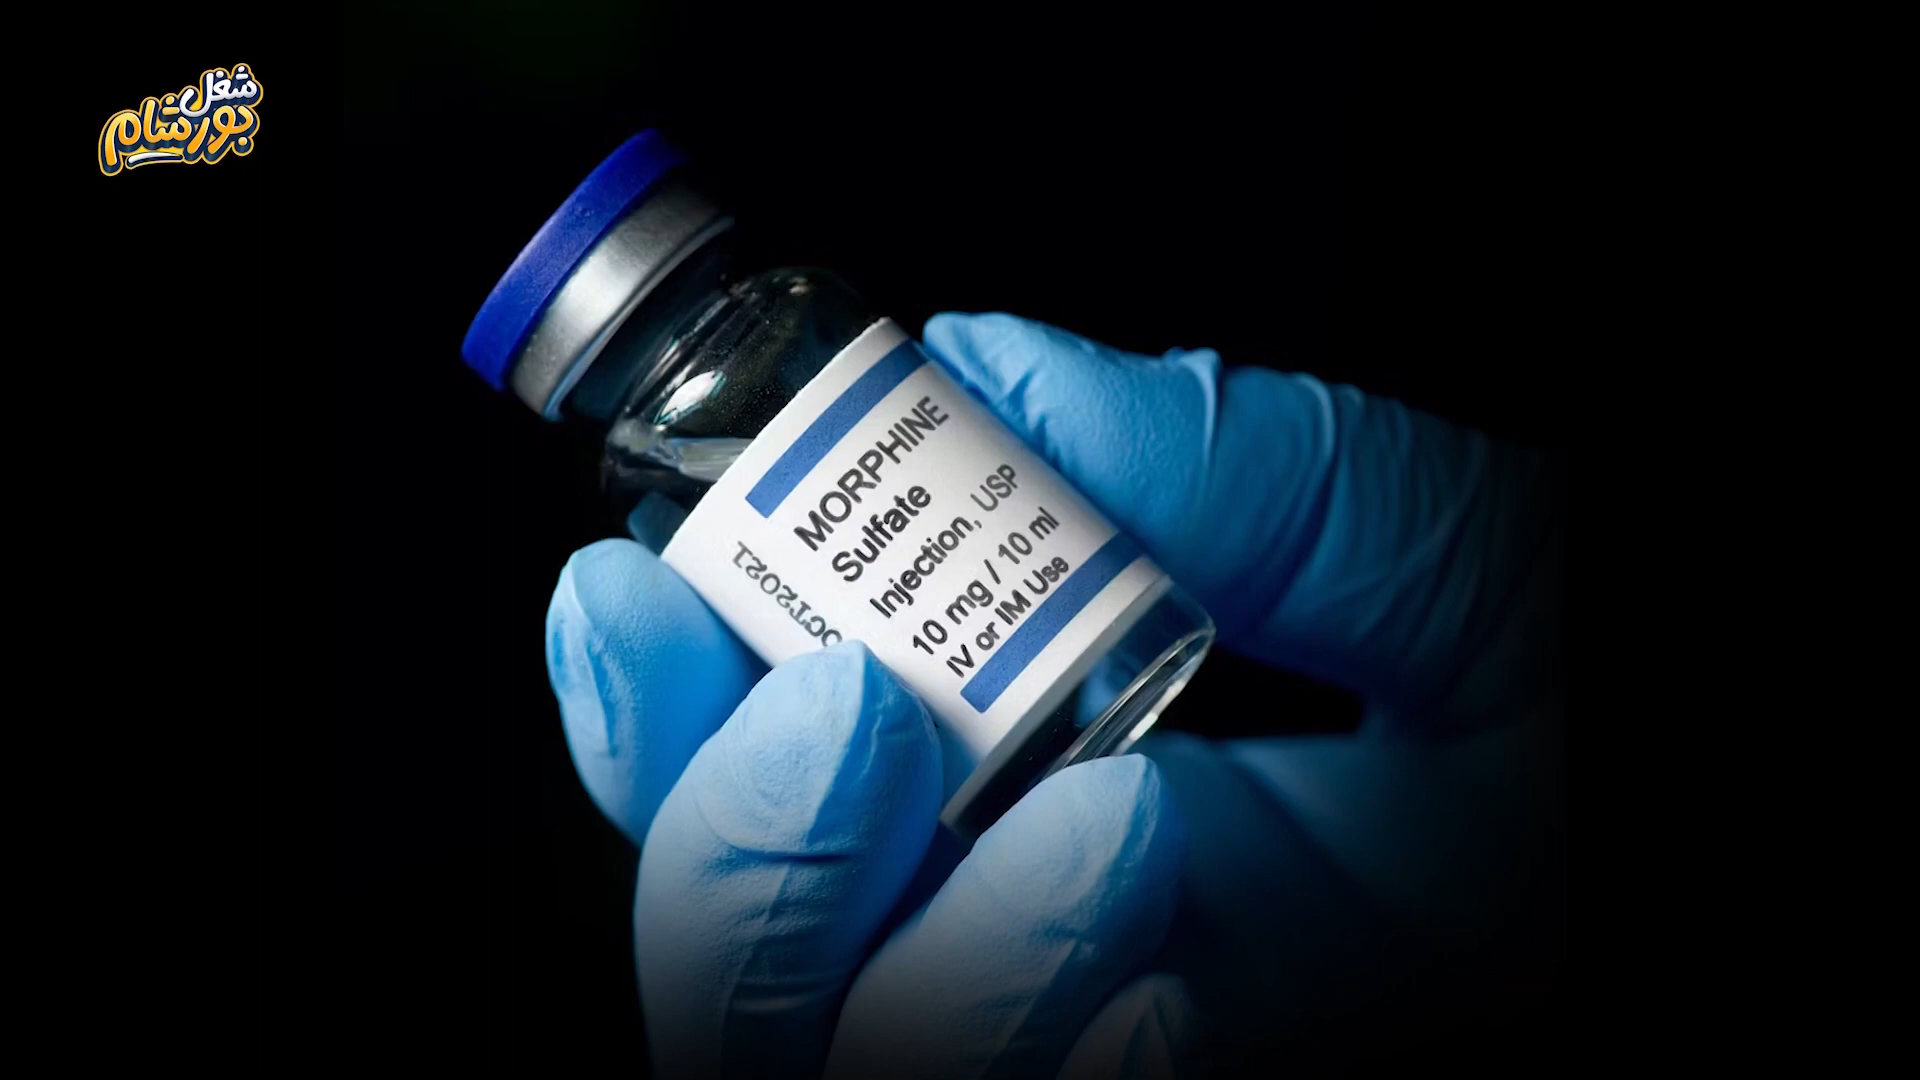 شغل
بورشام
MORPHINE
Sulfate
Injection, USP
10 mg / 10 ml
IV or IM Use
OCT2021